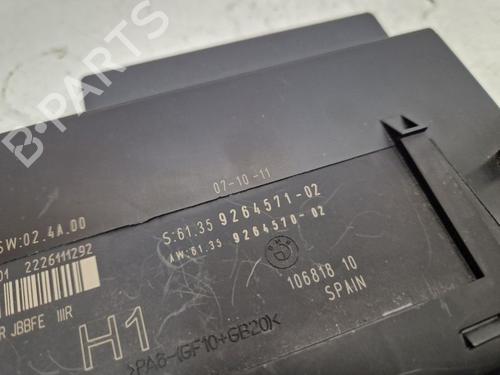 B-PARTS
07-10-11
SW:02.4A.00
S:61.35 9264571-02
AW:61.35 9264570-02
01 2226111292
BMW
106818 10
SPAIN
R JBBFE IIIR
H1
>PA6-(GF10+GB20)<